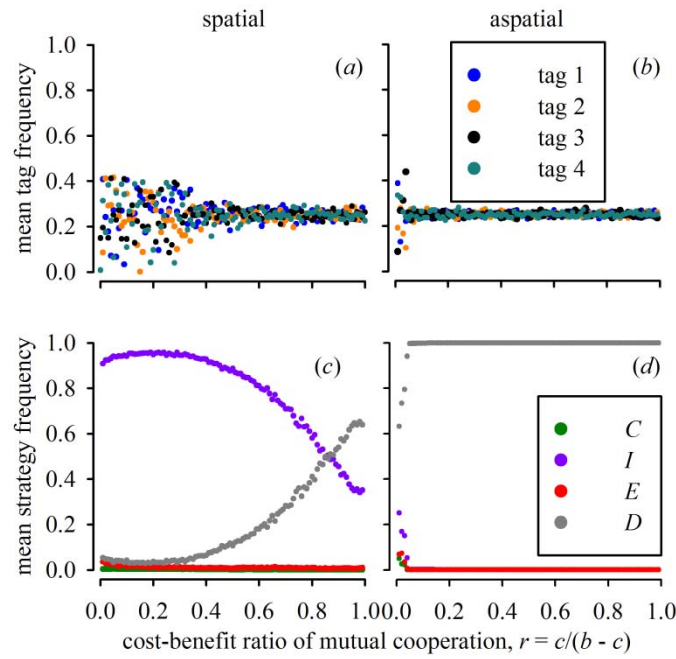 spatial
aspatial
mean tag frequency
1.0
0.8
0.6
0.4
0.2
0.0
(a)
(b)
tag 1
tag 2
tag 3
tag 4
mean strategy frequency
1.0
0.8
0.6
0.4
0.2
0.0
(c)
(d)
C
I
E
D
0.0 0.2 0.4 0.6 0.8 1.0
0.0 0.2 0.4 0.6 0.8 1.0
cost-benefit ratio of mutual cooperation, r = c/(b - c)